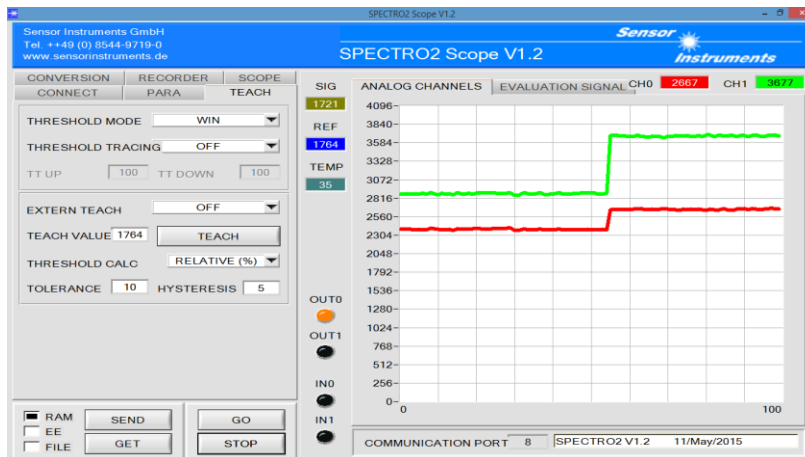 SPECTRO2 Scope V1.2
Sensor Instruments GmbH
Tel. ++49 (0) 8544-9719-0
www.sensorinstruments.de
SPECTRO2 Scope V1.2
Sensor
Instruments
CONVERSION RECORDER SCOPE
CONNECT PARA TEACH
THRESHOLD MODE WIN
THRESHOLD TRACING OFF
TT UP 100 TT DOWN 100
EXTERN TEACH OFF
TEACH VALUE 1764 TEACH
THRESHOLD CALC RELATIVE (%)
TOLERANCE 10 HYSTERESIS 5
RAM
EE
FILE
SEND GO
GET STOP
SIG
1721
REF
1764
TEMP
35
OUT0
OUT1
IN0
IN1
ANALOG CHANNELS EVALUATION SIGNAL CH0 2667 CH1 3677
4096
3840
3584
3328
3072
2816
2560
2304
2048
1792
1536
1280
1024
768
512
256
0
0 100
COMMUNICATION PORT 8 SPECTRO2 V1.2 11/May/2015